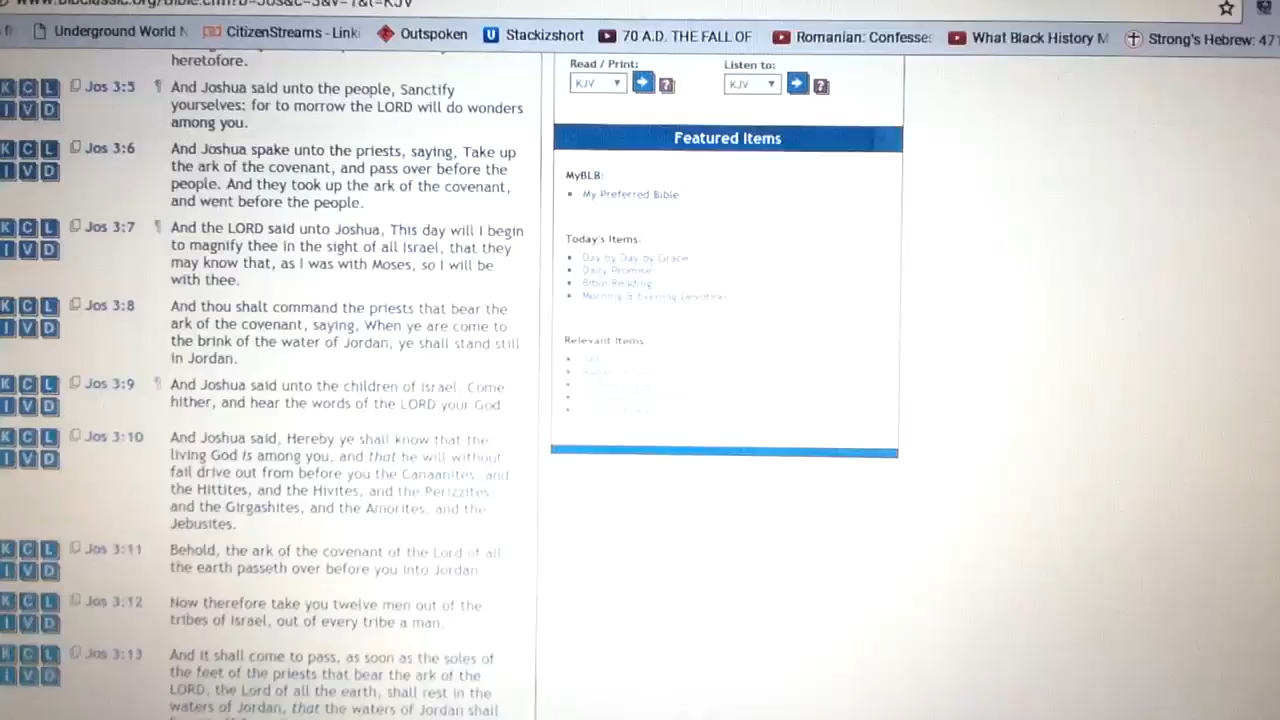 Underground World N
CitizenStreams - Link
Outspoken
Stackizshort
70 A.D. THE FALL OF
Romanian: Confesse
What Black History M
Strong's Hebrew: 47
heretofore.
K C L
I V D
Jos 3:5
¶ And Joshua said unto the people, Sanctify
yourselves: for to morrow the LORD will do wonders
among you.
K C L
I V D
Jos 3:6
And Joshua spake unto the priests, saying, Take up
the ark of the covenant, and pass over before the
people. And they took up the ark of the covenant,
and went before the people.
K C L
I V D
Jos 3:7
¶ And the LORD said unto Joshua, This day will I begin
to magnify thee in the sight of all Israel, that they
may know that, as I was with Moses, so I will be
with thee.
K C L
I V D
Jos 3:8
And thou shalt command the priests that bear the
ark of the covenant, saying, When ye are come to
the brink of the water of Jordan, ye shall stand still
in Jordan.
K C L
I V D
Jos 3:9
¶ And Joshua said unto the children of Israel, Come
hither, and hear the words of the LORD your God
K C L
I V D
Jos 3:10
And Joshua said, Hereby ye shall know that the
living God is among you, and that he will without
fail drive out from before you the Canaanites, and
the Hittites, and the Hivites, and the Perizzites
and the Girgashites, and the Amorites, and the
Jebusites.
K C L
I V D
Jos 3:11
Behold, the ark of the covenant of the Lord of all
the earth passeth over before you into Jordan
K C L
I V D
Jos 3:12
Now therefore take you twelve men out of the
tribes of Israel, out of every tribe a man.
K C L
I V D
Jos 3:13
And it shall come to pass, as soon as the soles of
the feet of the priests that bear the ark of the
LORD, the Lord of all the earth, shall rest in the
waters of Jordan, that the waters of Jordan shall
Read / Print:
KJV
Listen to:
KJV
Featured Items
MyBLB:
My Preferred Bible
Today's Items:
Day by Day by Grace
Daily Promise
Bible Reading
Morning & Evening Devotion
Relevant Items